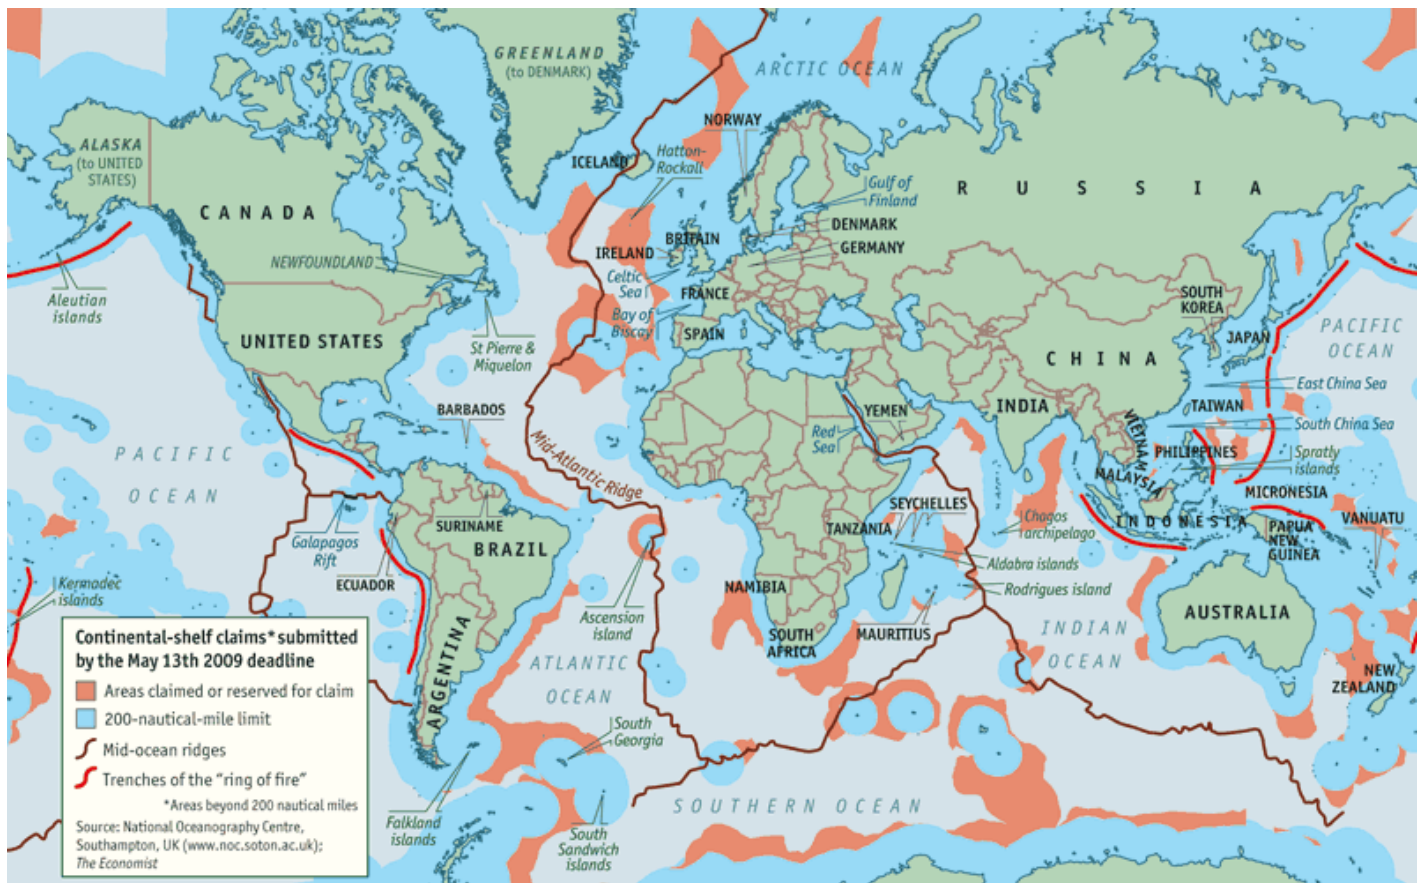 GREENLAND
(to DENMARK)
ARCTIC OCEAN
NORWAY
ALASKA
(to UNITED
STATES)
ICELAND
Hatton-
Rockall
Gulf of
Finland
RUSSIA
CANADA
DENMARK
BRITAIN
GERMANY
IRELAND
NEWFOUNDLAND
Celtic
Sea
FRANCE
Aleutian
islands
SOUTH
KOREA
Bay of
Biscay
SPAIN
PACIFIC
OCEAN
UNITED STATES
St Pierre &
Miquelon
JAPAN
CHINA
East China Sea
BARBADOS
YEMEN
INDIA
TAIWAN
VIETNAM
South China Sea
Red
Sea
PACIFIC
OCEAN
Mid-Atlantic Ridge
PHILIPPINES
Spratly
islands
MALAYSIA
MICRONESIA
SURINAME
SEYCHELLES
Galapagos
Rift
BRAZIL
TANZANIA
Chagos
archipelago
INDONESIA
PAPUA
NEW
GUINEA
VANUATU
Kermadec
islands
ECUADOR
Aldabra islands
NAMIBIA
Rodrigues island
Ascension
island
AUSTRALIA
SOUTH
AFRICA
MAURITIUS
INDIAN
OCEAN
ARGENTINA
ATLANTIC
OCEAN
NEW
ZEALAND
South
Georgia
Falkland
islands
South
Sandwich
islands
SOUTHERN OCEAN
Continental-shelf claims* submitted
by the May 13th 2009 deadline
Areas claimed or reserved for claim
200-nautical-mile limit
Mid-ocean ridges
Trenches of the “ring of fire”
*Areas beyond 200 nautical miles
Source: National Oceanography Centre,
Southampton, UK (www.noc.soton.ac.uk);
The Economist